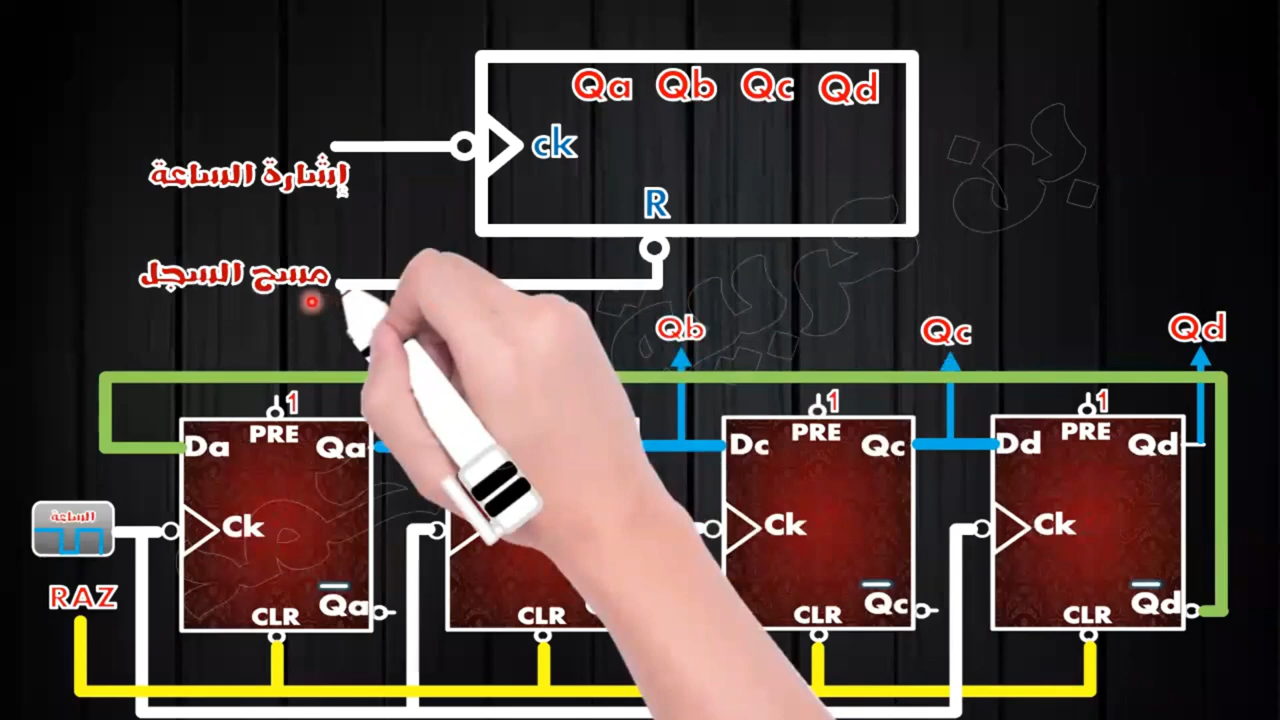 Qa Qb Qc Qd
ck
إشارة الساعة
R
مسح السجل
Qb Qc Qd
1 1 1
PRE PRE PRE
Da Qa Dc Qc Dd Qd
الساعة
Ck Ck Ck
RAZ
Qa Qc Qd
CLR CLR CLR CLR